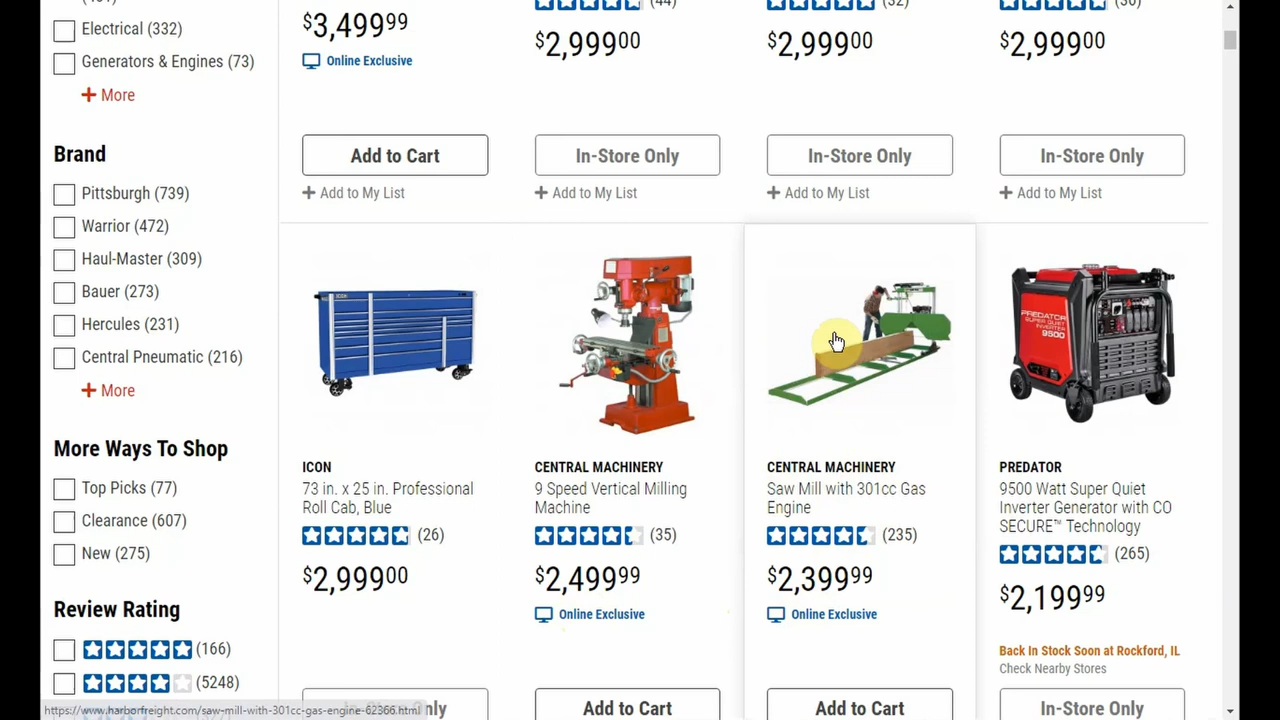 Electrical (332)
Generators & Engines (73)
+ More
Brand
Pittsburgh (739)
Warrior (472)
Haul-Master (309)
Bauer (273)
Hercules (231)
Central Pneumatic (216)
+ More
More Ways To Shop
Top Picks (77)
Clearance (607)
New (275)
Review Rating
(166)
(5248)
https://www.harborfreight.com/saw-mill-with-301cc-gas-engine-62366.html
$3,499.99
Online Exclusive
Add to Cart
+ Add to My List
(44)
$2,999.00
In-Store Only
+ Add to My List
(32)
$2,999.00
In-Store Only
+ Add to My List
$2,999.00
In-Store Only
+ Add to My List
ICON
73 in. x 25 in. Professional
Roll Cab, Blue
(26)
$2,999.00
CENTRAL MACHINERY
9 Speed Vertical Milling
Machine
(35)
$2,499.99
Online Exclusive
Add to Cart
CENTRAL MACHINERY
Saw Mill with 301cc Gas
Engine
(235)
$2,399.99
Online Exclusive
Add to Cart
PREDATOR
SUPER QUIET
INVERTER
9500
PREDATOR
9500 Watt Super Quiet
Inverter Generator with CO
SECURE™ Technology
(265)
$2,199.99
Back In Stock Soon at Rockford, IL
Check Nearby Stores
In-Store Only